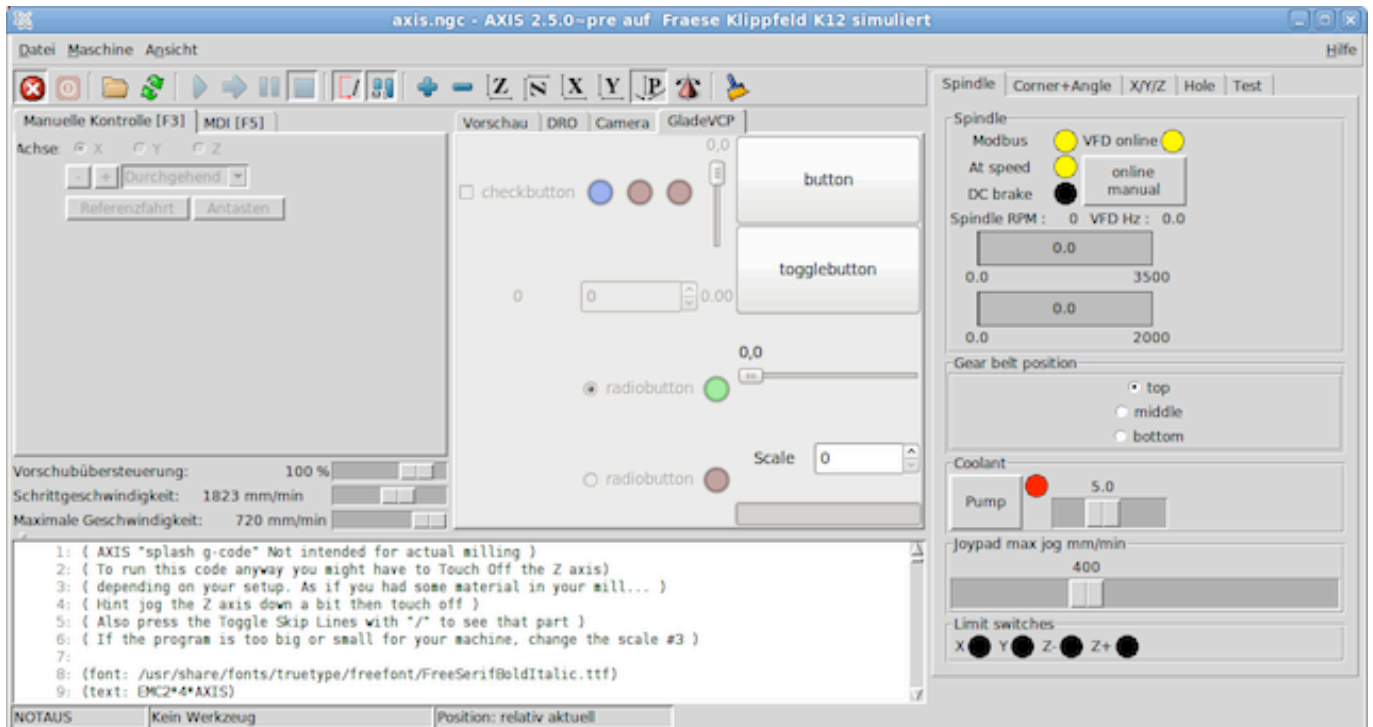 axis.ngc - AXIS 2.5.0~pre auf Fraese Klippfeld K12 simuliert
Datei Maschine Ansicht Hilfe
Z N X Y P
Manuelle Kontrolle [F3] MDI [F5]
Achse: X Y Z
- + Durchgehend
Referenzfahrt Antasten
Vorschubübersteuerung: 100 %
Schrittgeschwindigkeit: 1823 mm/min
Maximale Geschwindigkeit: 720 mm/min
Vorschau DRO Camera GladeVCP
0,0
checkbutton
button
togglebutton
0 0 0.00
0,0
radiobutton
Scale 0
radiobutton
Spindle Corner+Angle X/Y/Z Hole Test
Spindle
Modbus VFD online
At speed
online manual
DC brake
Spindle RPM : 0 VFD Hz : 0.0
0.0
0.0 3500
0.0
0.0 2000
Gear belt position
top
middle
bottom
Coolant
Pump 5.0
Joypad max jog mm/min
400
Limit switches
X Y Z- Z+
1: ( AXIS "splash g-code" Not intended for actual milling )
2: ( To run this code anyway you might have to Touch Off the Z axis)
3: ( depending on your setup. As if you had some material in your mill... )
4: ( Hint jog the Z axis down a bit then touch off )
5: ( Also press the Toggle Skip Lines with "/" to see that part )
6: ( If the program is too big or small for your machine, change the scale #3 )
7:
8: (font: /usr/share/fonts/truetype/freefont/FreeSerifBoldItalic.ttf)
9: (text: EMC2*4*AXIS)
NOTAUS Kein Werkzeug Position: relativ aktuell